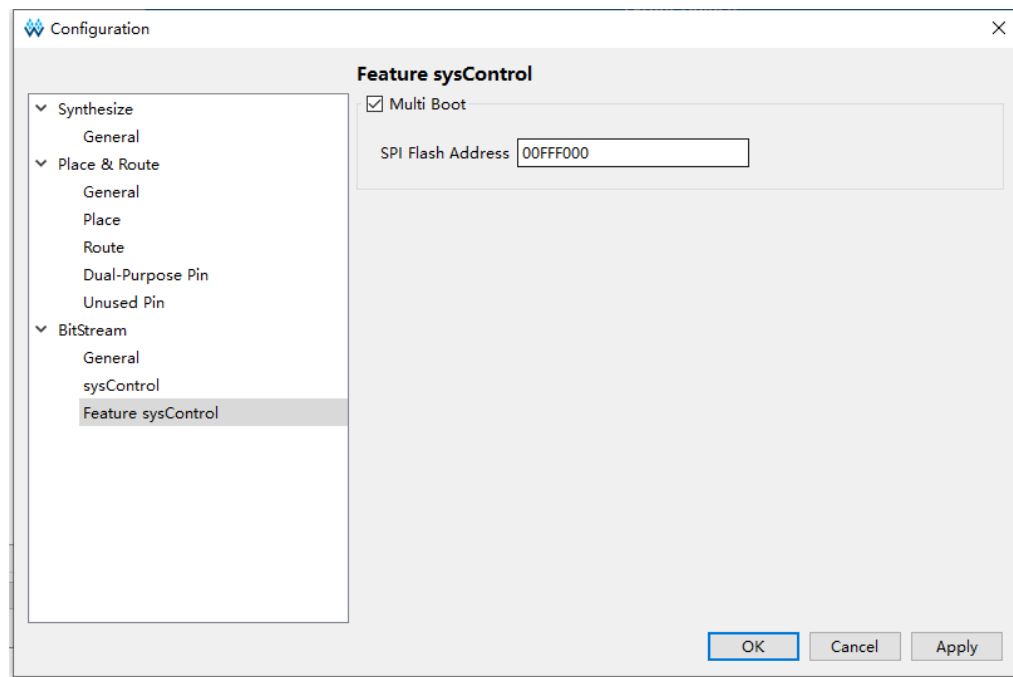 Configuration
Feature sysControl
Synthesize
General
Place & Route
General
Place
Route
Dual-Purpose Pin
Unused Pin
BitStream
General
sysControl
Feature sysControl
Multi Boot
SPI Flash Address 00FFF000
OK Cancel Apply